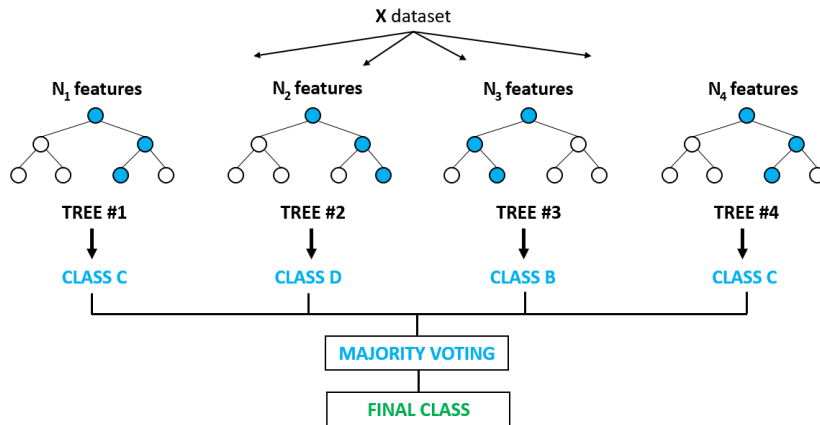 X dataset
N₁ features
N₂ features
N₃ features
N₄ features
TREE #1
TREE #2
TREE #3
TREE #4
CLASS C
CLASS D
CLASS B
CLASS C
MAJORITY VOTING
FINAL CLASS